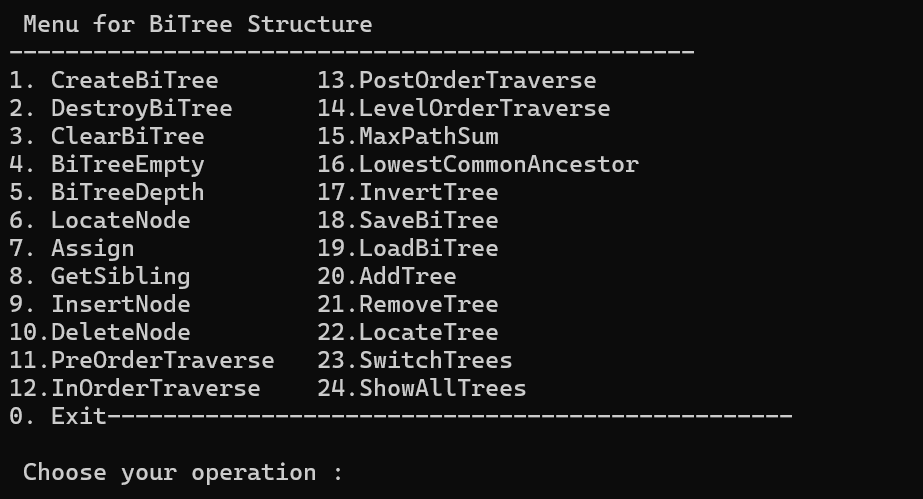 Menu for BiTree Structure
-------------------------------------------------
1. CreateBiTree       13.PostOrderTraverse
2. DestroyBiTree      14.LevelOrderTraverse
3. ClearBiTree        15.MaxPathSum
4. BiTreeEmpty        16.LowestCommonAncestor
5. BiTreeDepth        17.InvertTree
6. LocateNode         18.SaveBiTree
7. Assign             19.LoadBiTree
8. GetSibling         20.AddTree
9. InsertNode         21.RemoveTree
10.DeleteNode         22.LocateTree
11.PreOrderTraverse   23.SwitchTrees
12.InOrderTraverse    24.ShowAllTrees
0. Exit-------------------------------------------------
Choose your operation :